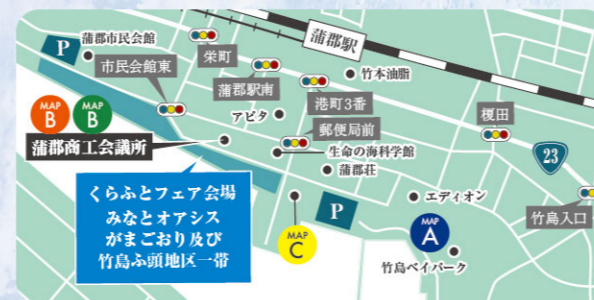 蒲郡駅
P
蒲郡市民会館
栄町
市民会館東
蒲郡駅南
竹本油脂
港町3番
アピタ
榎田
MAP
B
MAP
B
郵便局前
蒲郡商工会議所
生命の海科学館
23
蒲郡荘
くらふとフェア会場
みなとオアシス
がまごおり及び
竹島ふ頭地区一帯
エディオン
P
竹島入口
MAP
A
MAP
C
竹島ベイパーク